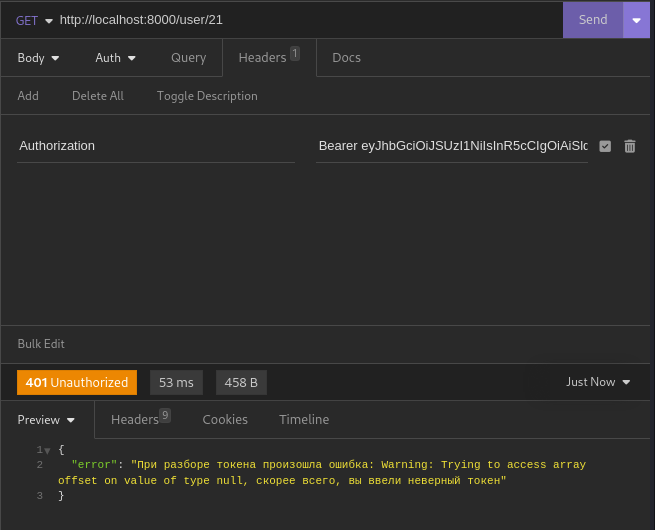 GET http://localhost:8000/user/21 Send
Body Auth Query Headers 1 Docs
Add Delete All Toggle Description
Authorization Bearer eyJhbGciOiJSUzI1NiIsInR5cCIgOiAiSldc
Bulk Edit
401 Unauthorized 53 ms 458 B Just Now
Preview Headers 9 Cookies Timeline
1 {
2 "error": "При разборе токена произошла ошибка: Warning: Trying to access array
offset on value of type null, скорее всего, вы ввели неверный токен"
3 }